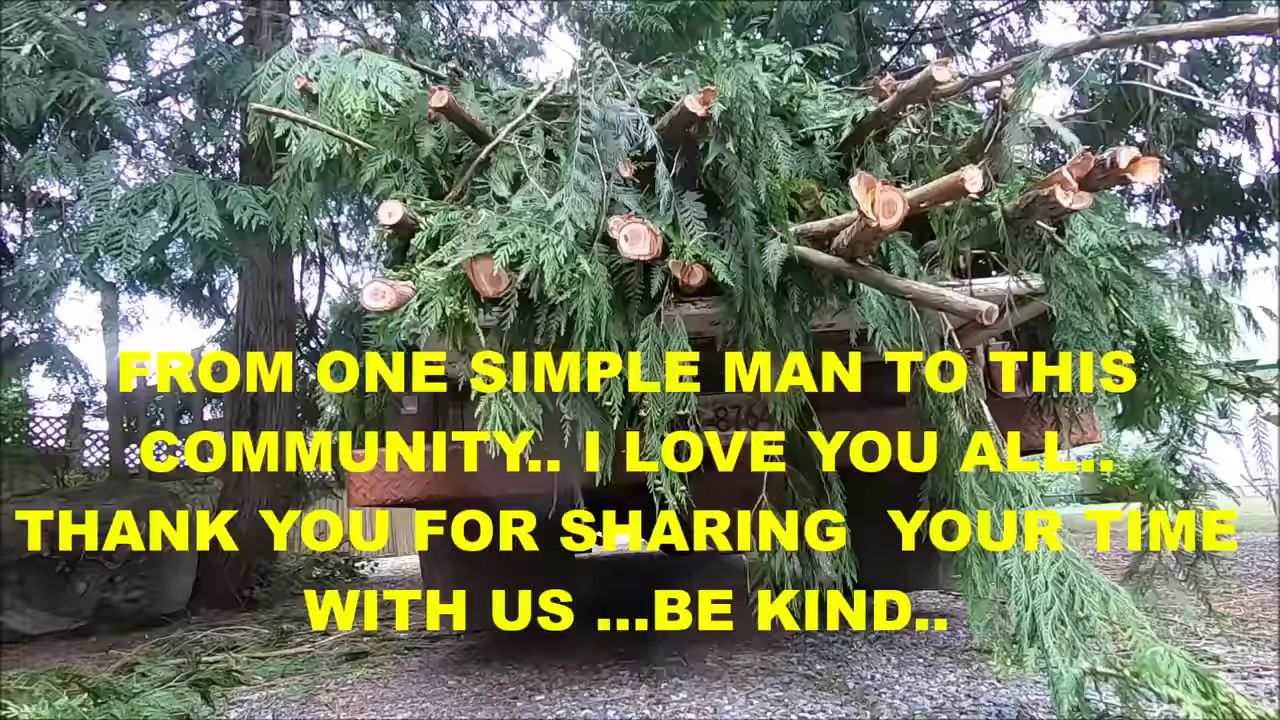 FROM ONE SIMPLE MAN TO THIS
COMMUNITY.. I LOVE YOU ALL..
THANK YOU FOR SHARING  YOUR TIME
WITH US ...BE KIND..